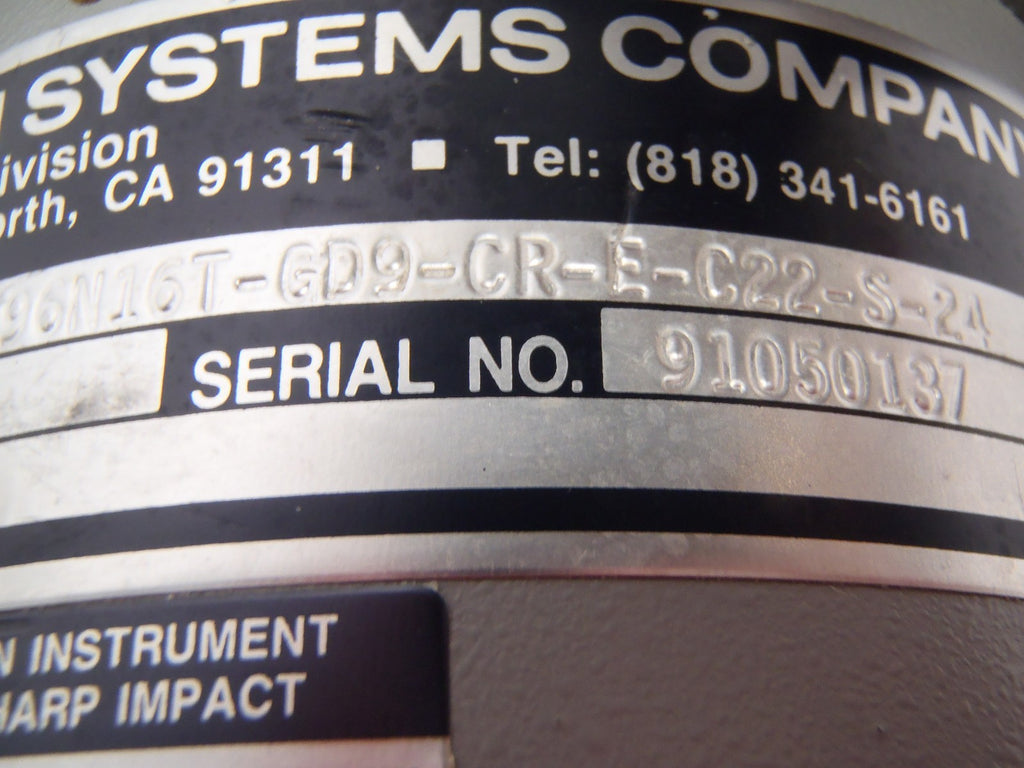 SYSTEMS COMPANY
ivision
orth, CA 91311 ■ Tel: (818) 341-6161
96N16T-GD9-CR-E-C22-S-24
SERIAL NO. 91050137
N INSTRUMENT
HARP IMPACT